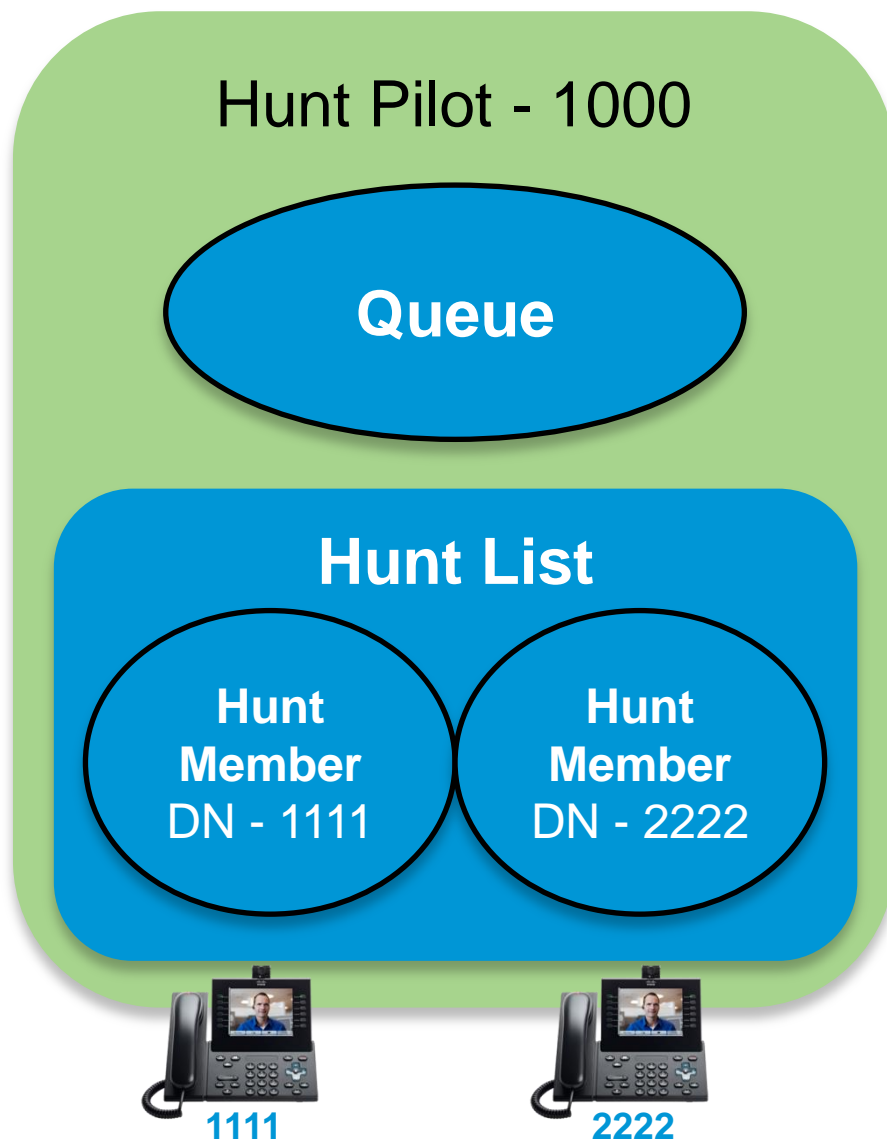 Hunt Pilot - 1000
Queue
Hunt List
Hunt
Member
DN - 1111
Hunt
Member
DN - 2222
1111
2222